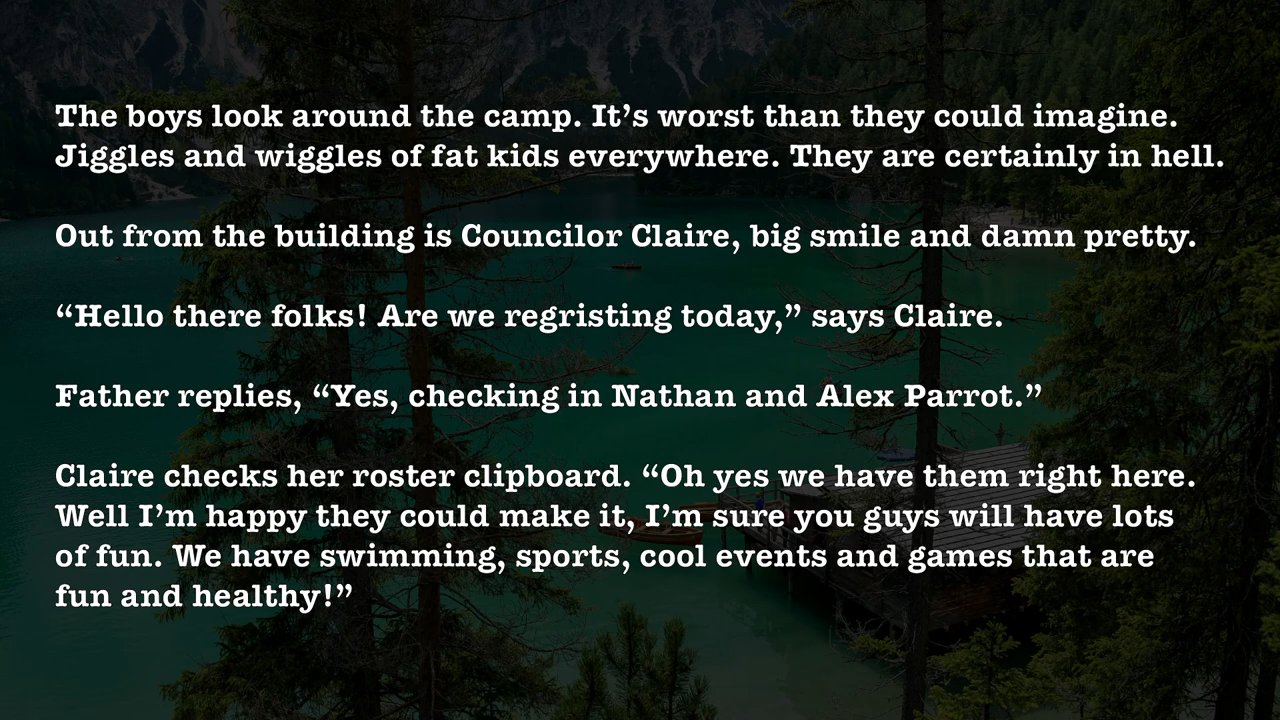 The boys look around the camp. It’s worst than they could imagine.
Jiggles and wiggles of fat kids everywhere. They are certainly in hell.
Out from the building is Councilor Claire, big smile and damn pretty.
“Hello there folks! Are we regristing today,” says Claire.
Father replies, “Yes, checking in Nathan and Alex Parrot.”
Claire checks her roster clipboard. “Oh yes we have them right here.
Well I’m happy they could make it, I’m sure you guys will have lots
of fun. We have swimming, sports, cool events and games that are
fun and healthy!”